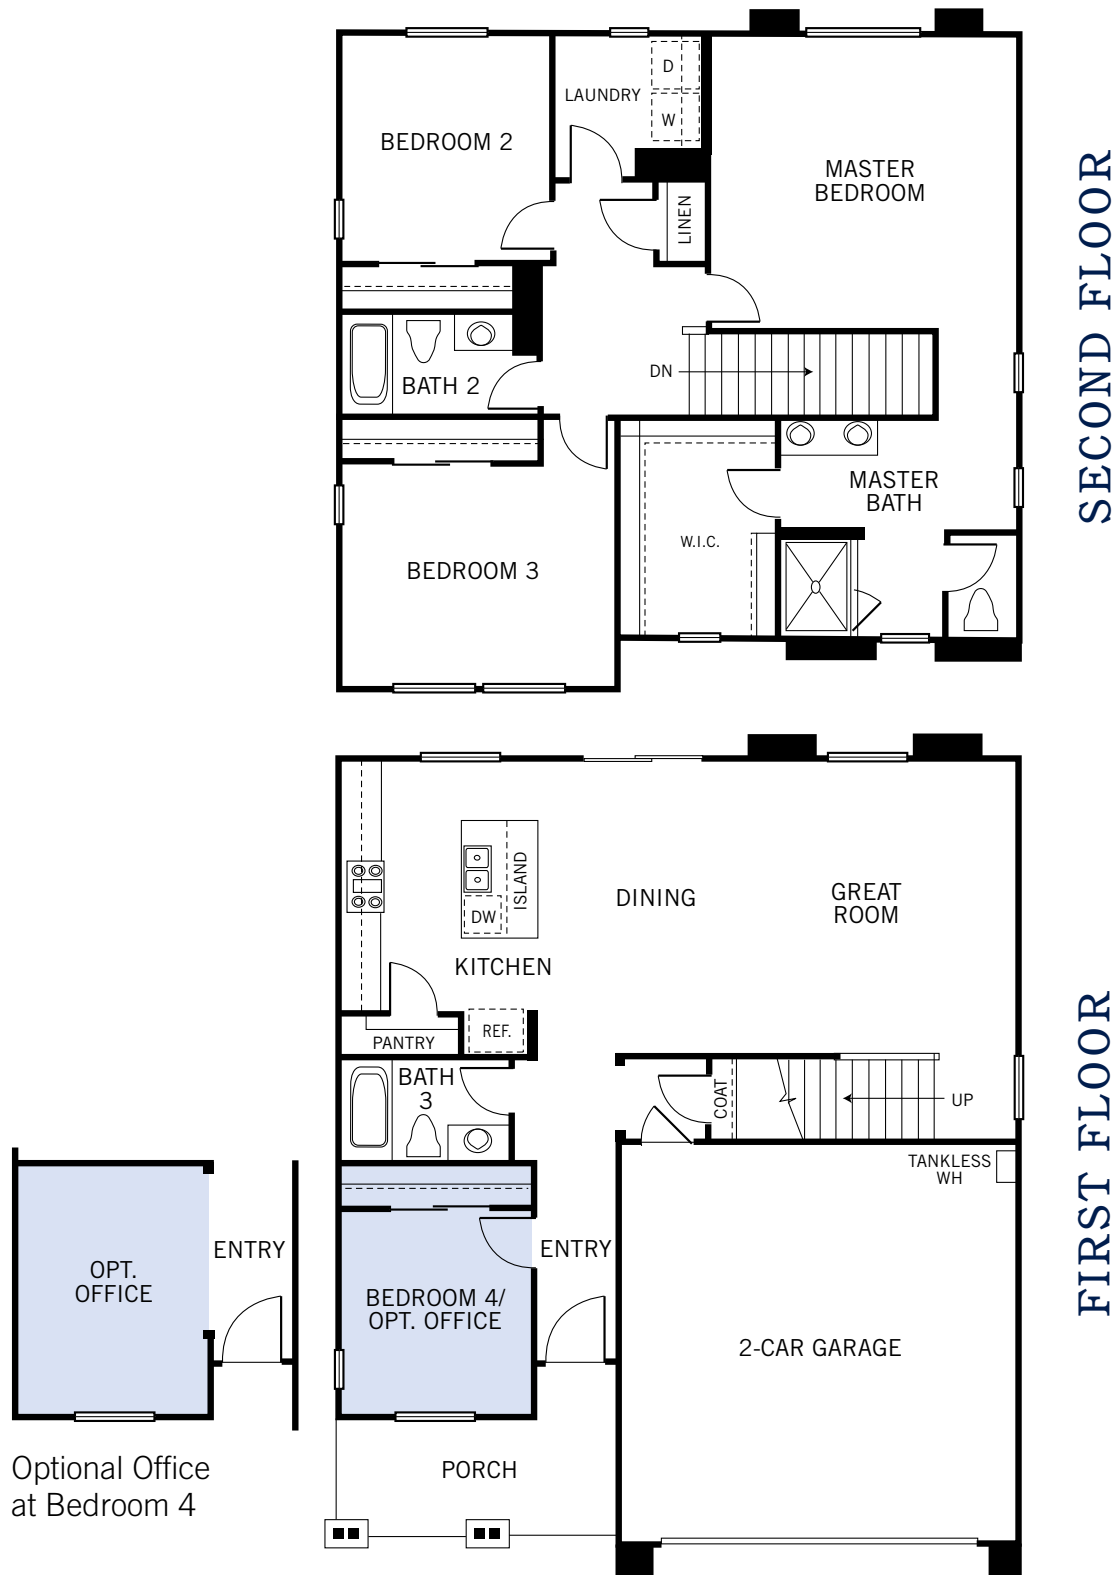 SECOND FLOOR
BEDROOM 2
LAUNDRY
D
W
MASTER
BEDROOM
LINEN
BATH 2
DN
MASTER
BATH
W.I.C.
BEDROOM 3
FIRST FLOOR
ISLAND
DW
DINING
GREAT
ROOM
KITCHEN
REF.
PANTRY
BATH
3
COAT
UP
TANKLESS
WH
ENTRY
BEDROOM 4/
OPT. OFFICE
2-CAR GARAGE
PORCH
ENTRY
OPT.
OFFICE
Optional Office
at Bedroom 4